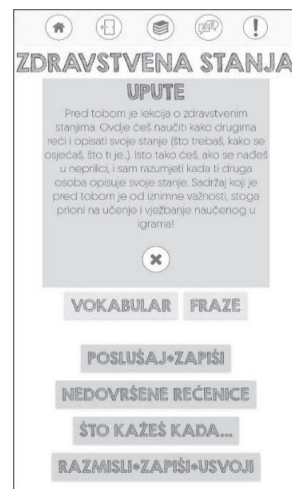 ZDRAVSTVENA STANJA
UPUTE
Pred tobom je lekcija o zdravstvenim
stanjima. Ovdje ćeš naučiti kako drugima
reći i opisati svoje stanje (što trebaš, kako se
osjećaš, što ti je..). Isto tako ćeš, ako se nađeš
u neprilici, i sam razumjeti kada ti druga
osoba opisuje svoje stanje. Sadržaj koji je
pred tobom je od iznimne važnosti, stoga
prioni na učenje i vježbanje naučenog u
igrama!
VOKABULAR FRAZE
POSLUŠAJ+ZAPIŠI
NEDOVRŠENE REČENICE
ŠTO KAŽEŠ KADA...
RAZMISLI+ZAPIŠI+USVOJI